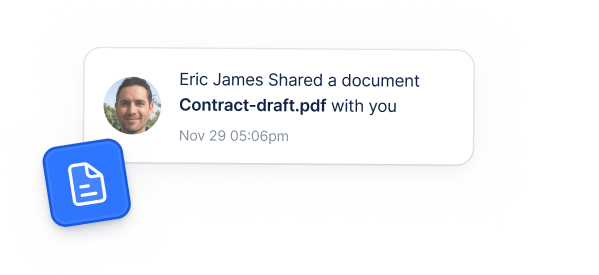 Eric James Shared a document
Contract-draft.pdf with you
Nov 29 05:06pm